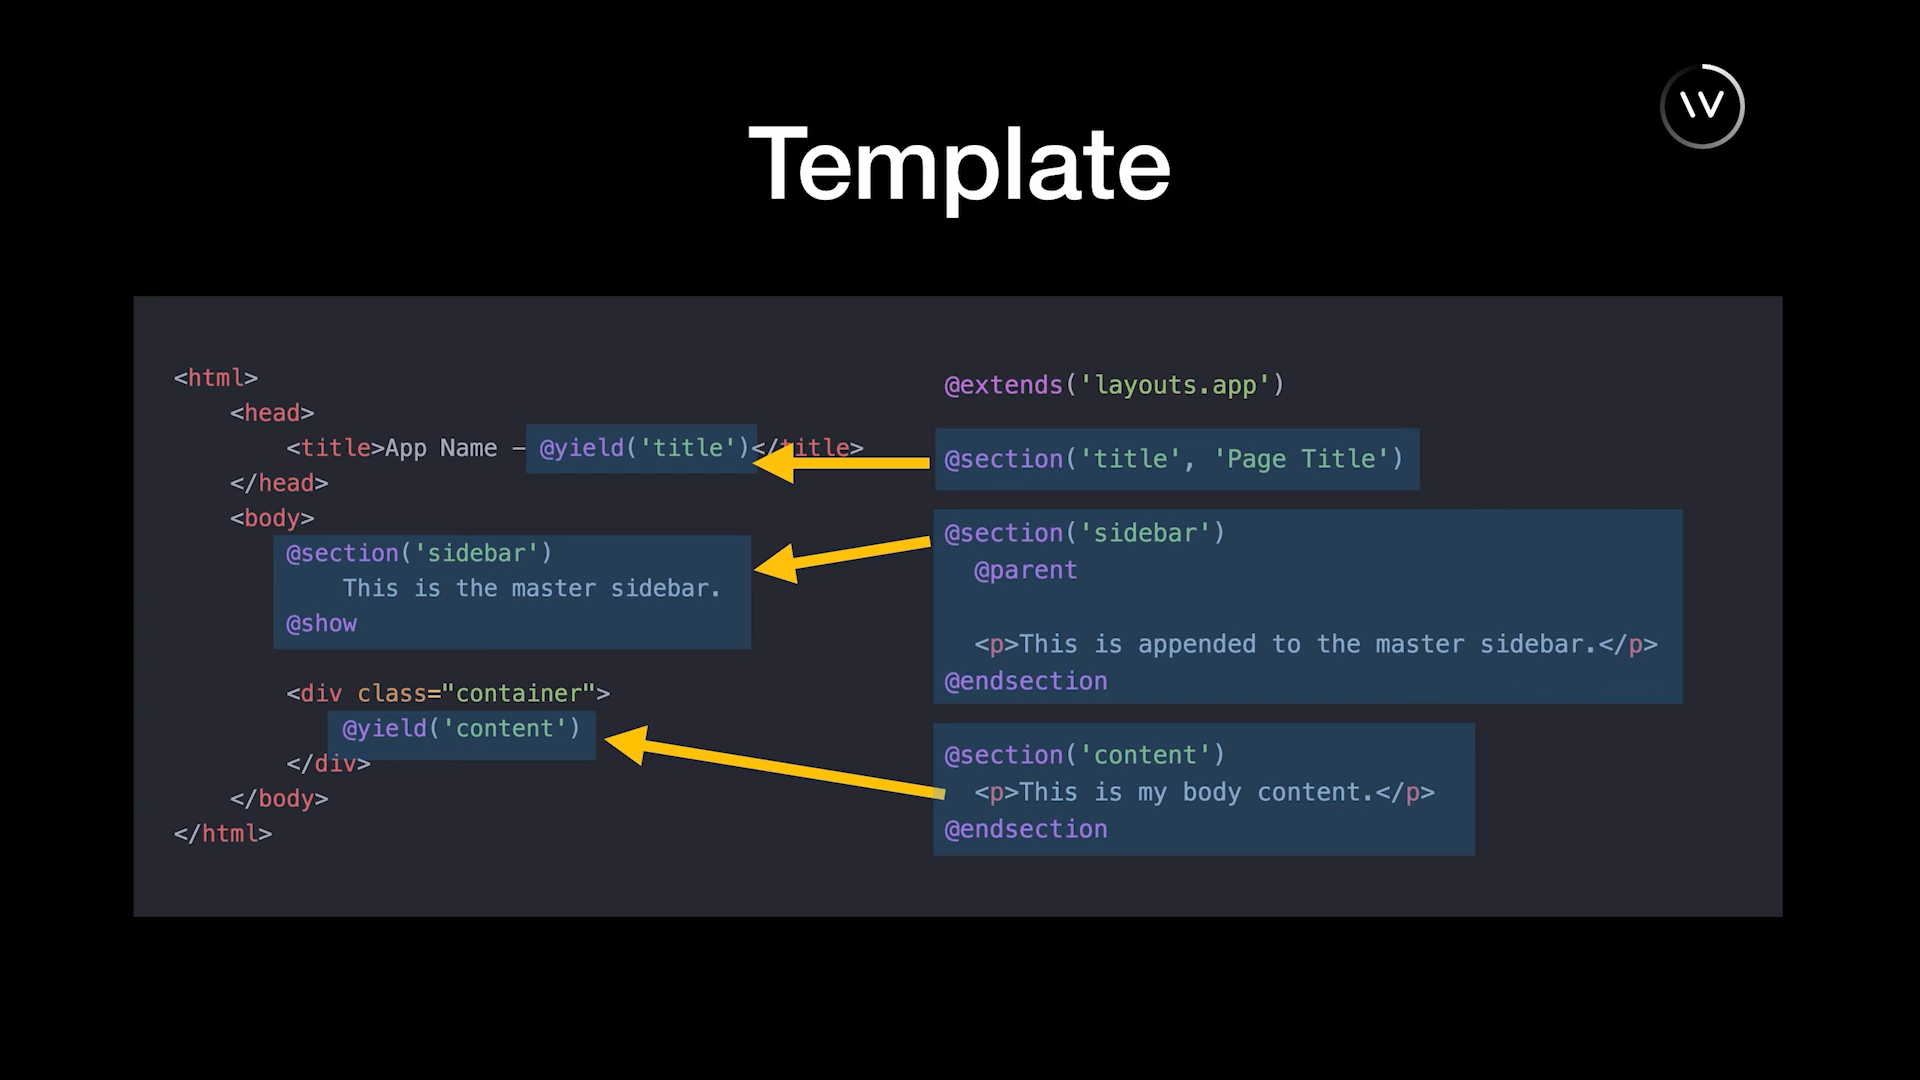 W
Template
<html>
<head>
<title>App Name – @yield('title')</title>
</head>
<body>
@section('sidebar')
This is the master sidebar.
@show
<div class="container">
@yield('content')
</div>
</body>
</html>
@extends('layouts.app')
@section('title', 'Page Title')
@section('sidebar')
@parent
<p>This is appended to the master sidebar.</p>
@endsection
@section('content')
<p>This is my body content.</p>
@endsection